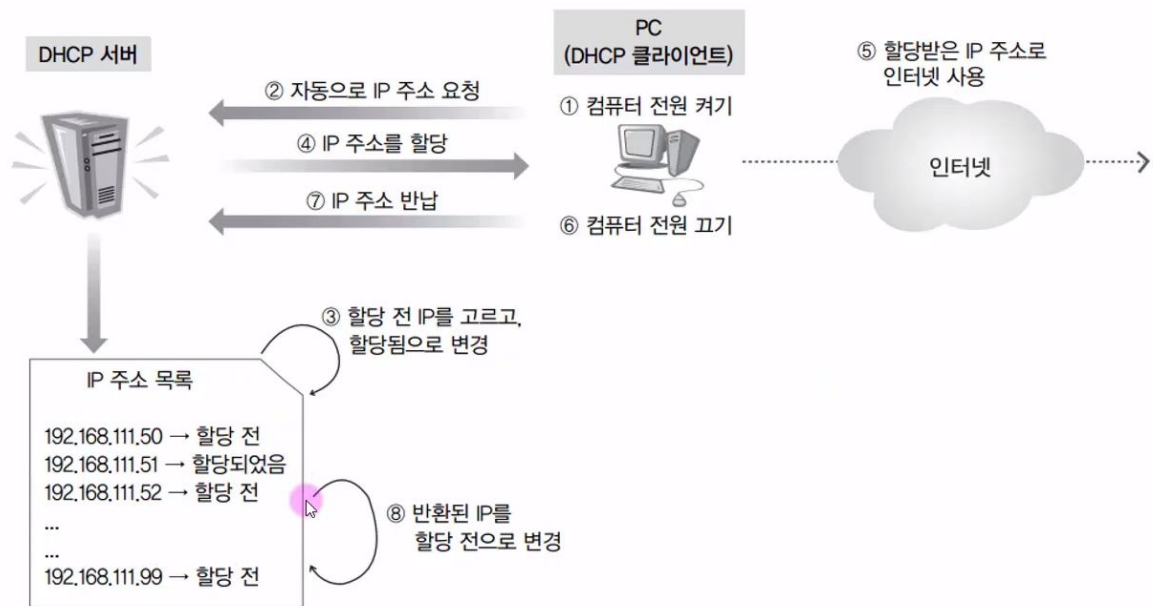 DHCP 서버
PC
(DHCP 클라이언트)
⑤ 할당받은 IP 주소로
인터넷 사용
② 자동으로 IP 주소 요청
① 컴퓨터 전원 켜기
④ IP 주소를 할당
인터넷
⑦ IP 주소 반납
⑥ 컴퓨터 전원 끄기
③ 할당 전 IP를 고르고,
할당됨으로 변경
IP 주소 목록
192.168.111.50 → 할당 전
192.168.111.51 → 할당되었음
192.168.111.52 → 할당 전
...
...
192.168.111.99 → 할당 전
⑧ 반환된 IP를
할당 전으로 변경